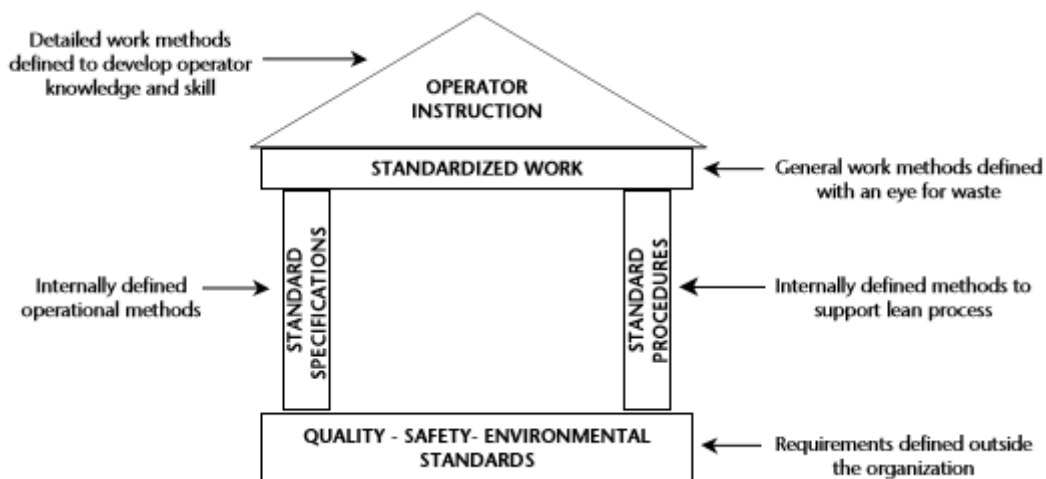 Detailed work methods
defined to develop operator
knowledge and skill
OPERATOR
INSTRUCTION
STANDARDIZED WORK
General work methods defined
with an eye for waste
Internally defined
operational methods
STANDARD
SPECIFICATIONS
STANDARD
PROCEDURES
Internally defined methods to
support lean process
QUALITY - SAFETY- ENVIRONMENTAL
STANDARDS
Requirements defined outside
the organization